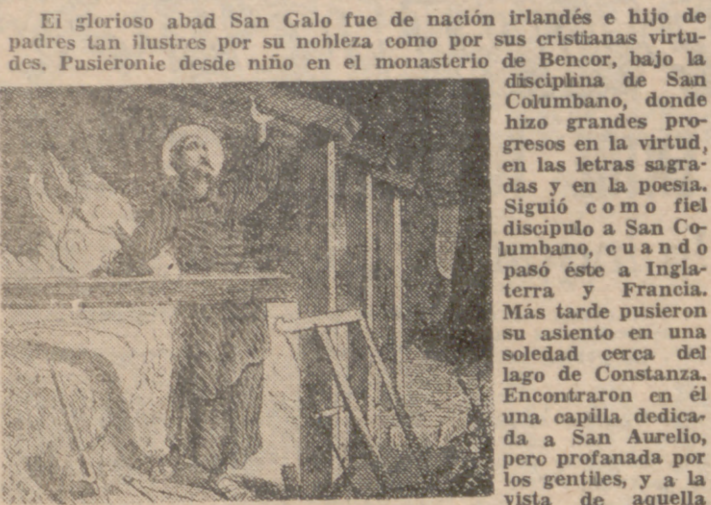 El glorioso abad San Galo fue de nación irlandés e hijo de
padres tan ilustres por su nobleza como por sus cristianas virtu-
des. Pusiéronle desde niño en el monasterio de Bencor, bajo la
disciplina de San
Columbano, donde
hizo grandes pro-
gresos en la virtud,
en las letras sagra-
das y en la poesía.
Siguió como fiel
discípulo a San Co-
lumbano, cuando
pasó éste a Ingla-
terra y Francia.
Más tarde pusieron
su asiento en una
soledad cerca del
lago de Constanza.
Encontraron en él
una capilla dedica-
da a San Aurelio,
pero profanada por
los gentiles, y a la
vista de aquella